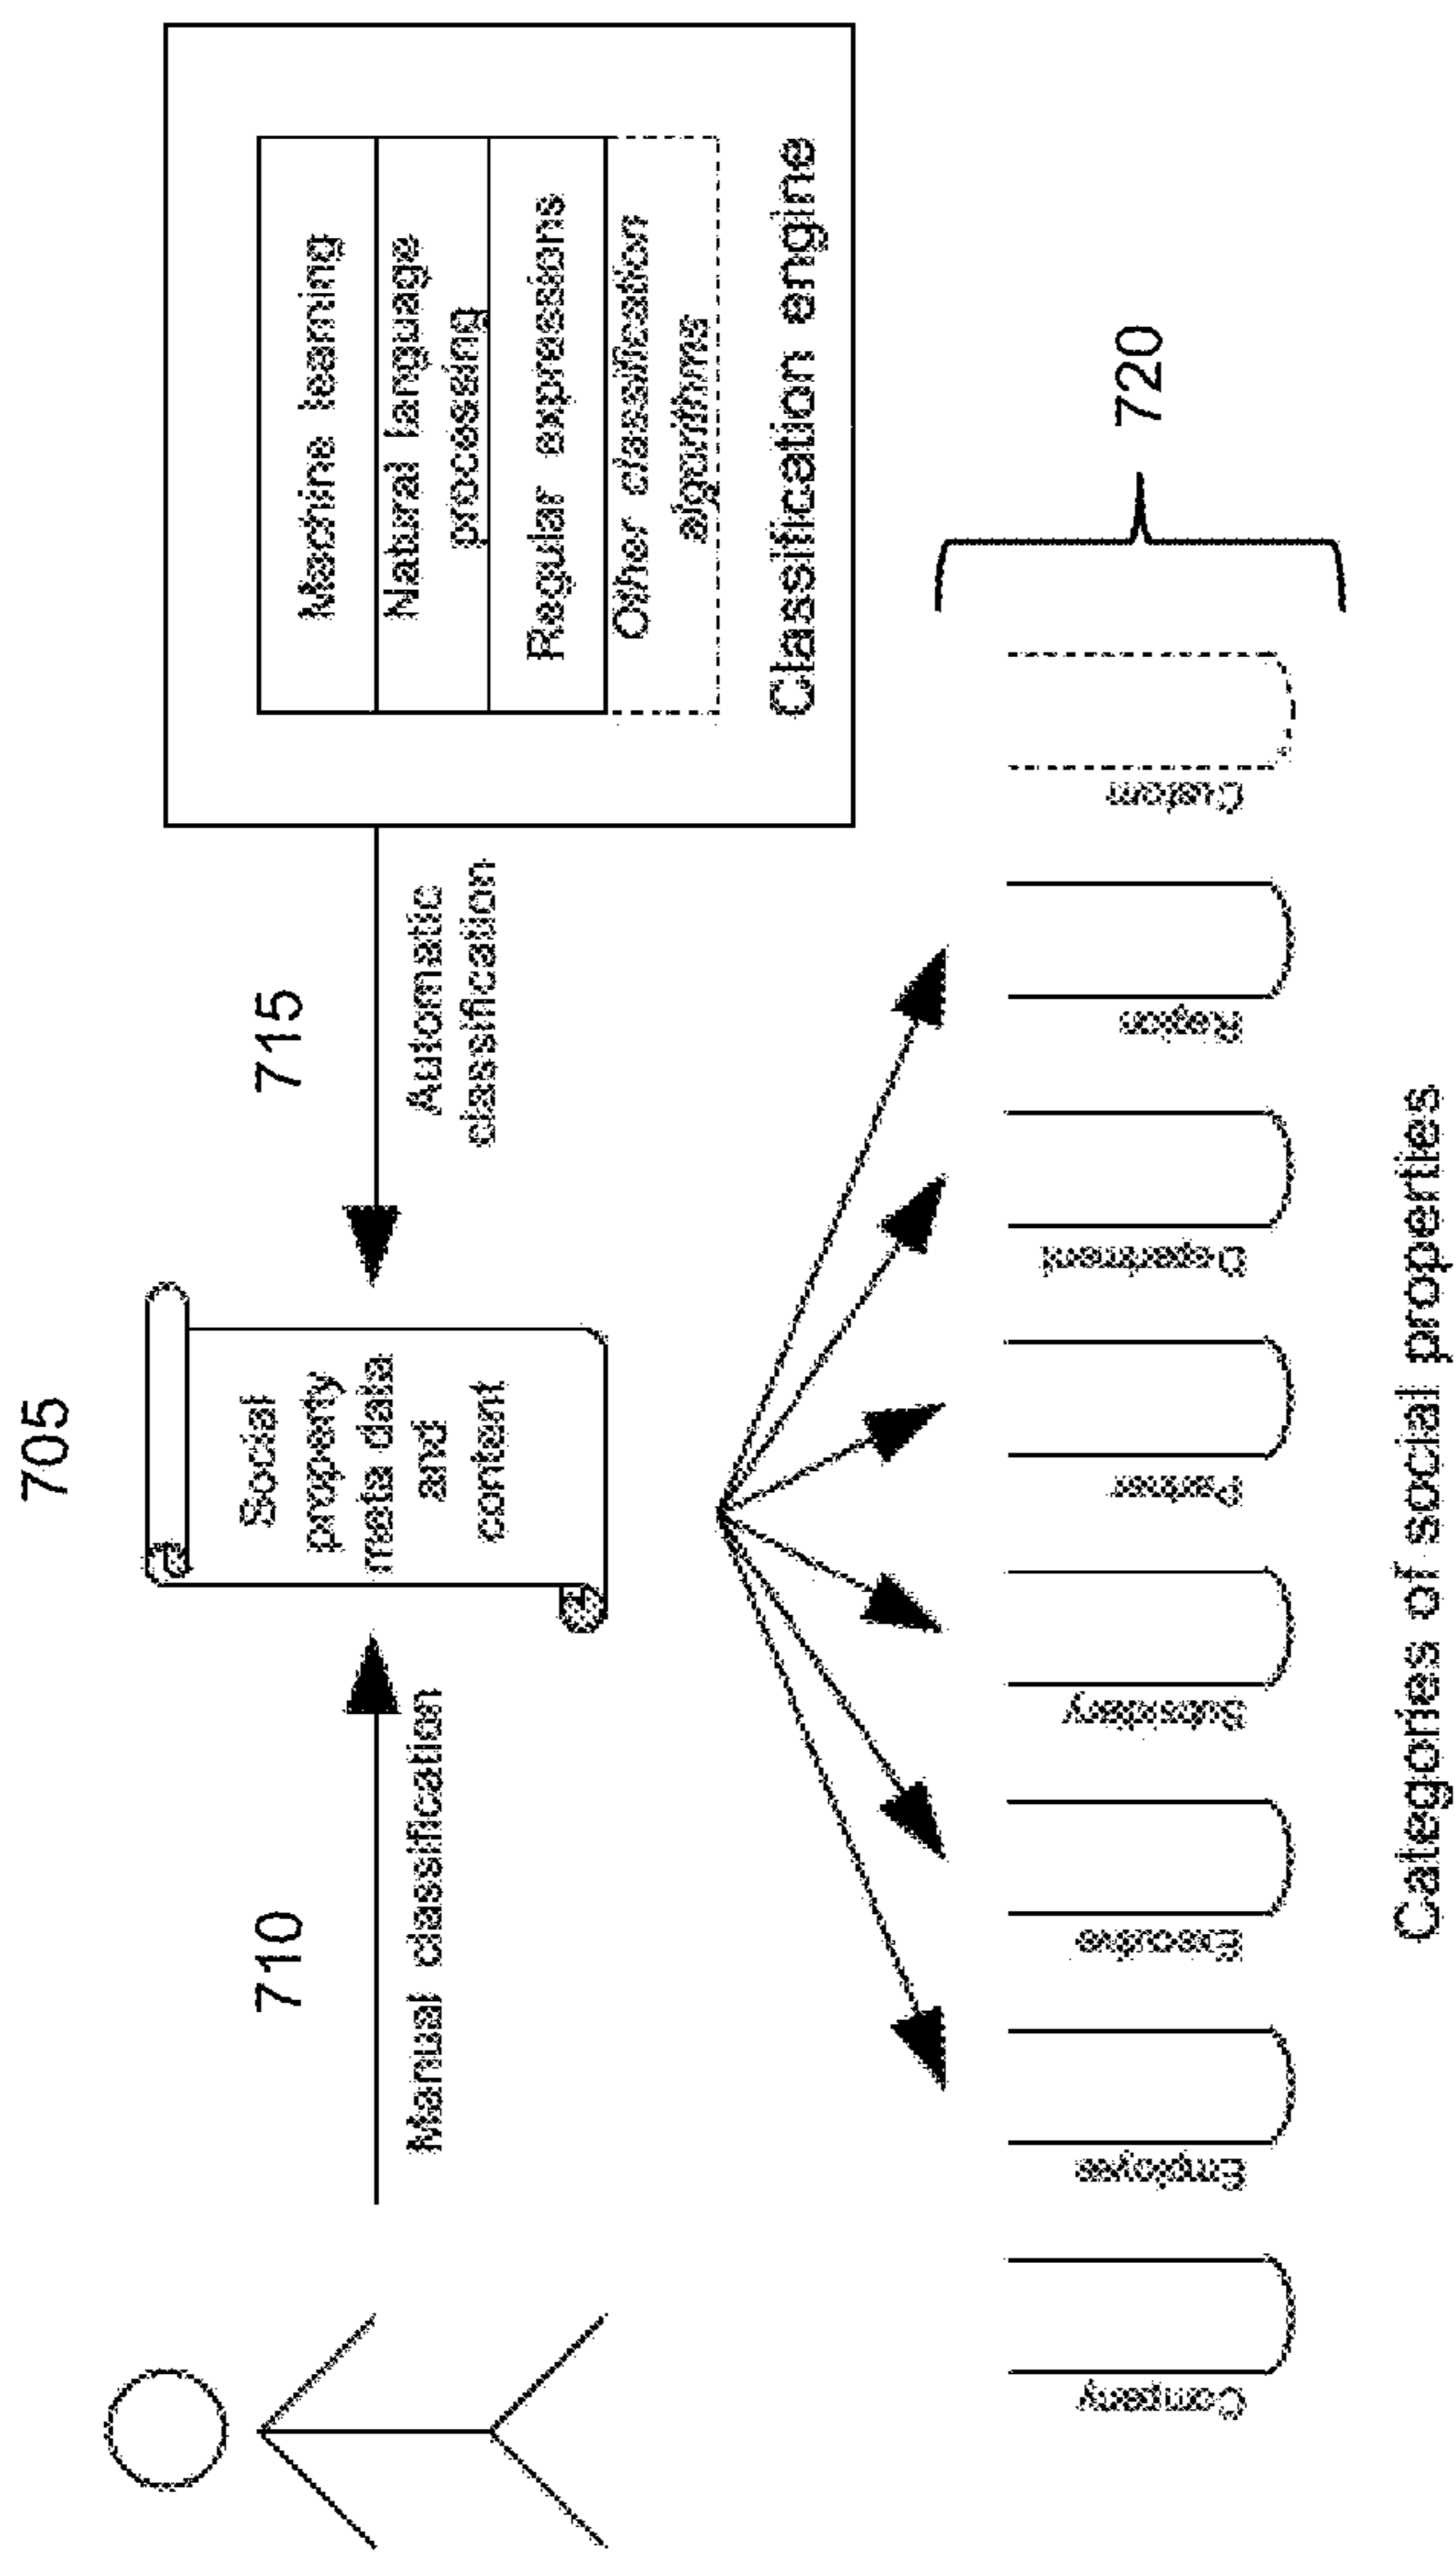 705
710
715
Manual classification
Social
property
meta data
and
content
Automatic
classification
Machine learning
Natural language
processing
Regular expressions
Other classification
algorithms
Classification engine
720
Company
Employee
Executive
Subsidiary
Partner
Department
Region
Custom
Categories of social properties